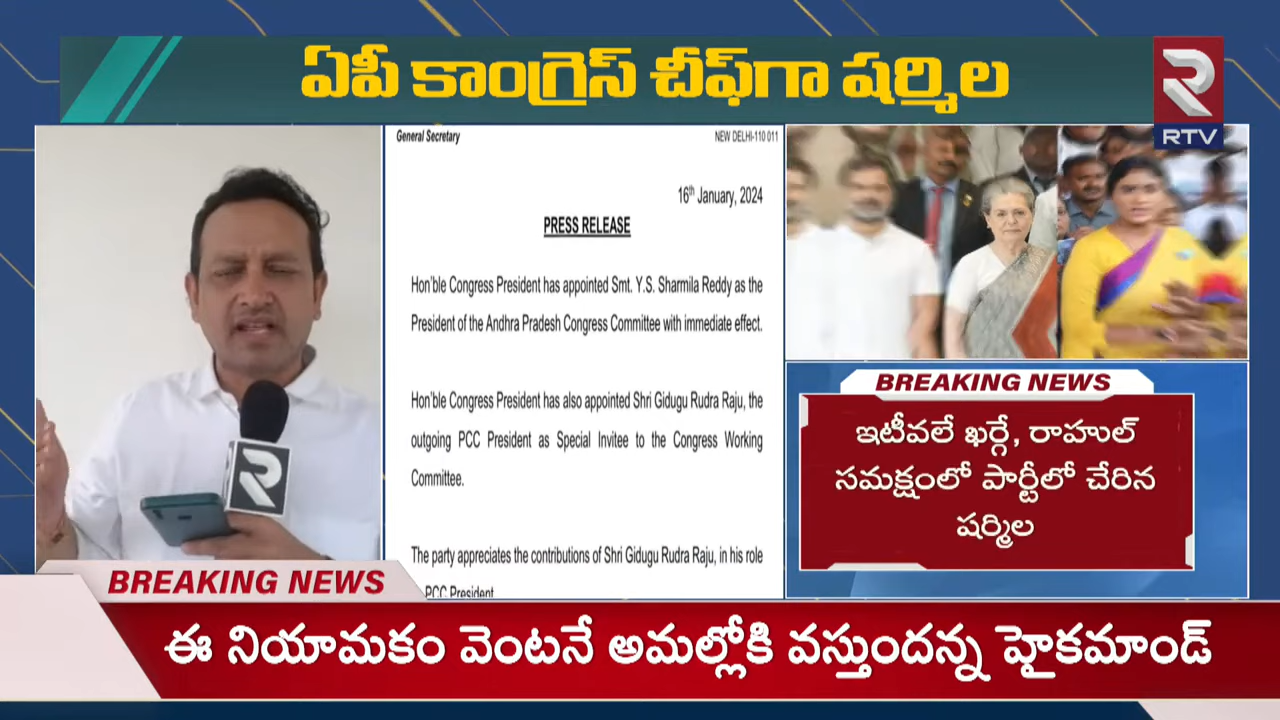 ఏపీ కాంగ్రెస్ చీఫ్‌గా షర్మిల
R
RTV
General Secretary
NEW DELHI-110 011
16th January, 2024
PRESS RELEASE
Hon'ble Congress President has appointed Smt. Y.S. Sharmila Reddy as the
President of the Andhra Pradesh Congress Committee with immediate effect.
Hon'ble Congress President has also appointed Shri Gidugu Rudra Raju, the
outgoing PCC President as Special Invitee to the Congress Working
Committee.
The party appreciates the contributions of Shri Gidugu Rudra Raju, in his role
PCC President
R
BREAKING NEWS
ఇటీవలే ఖర్గే, రాహుల్
సమక్షంలో పార్టీలో చేరిన
షర్మిల
BREAKING NEWS
ఈ నియామకం వెంటనే అమల్లోకి వస్తుందన్న హైకమాండ్